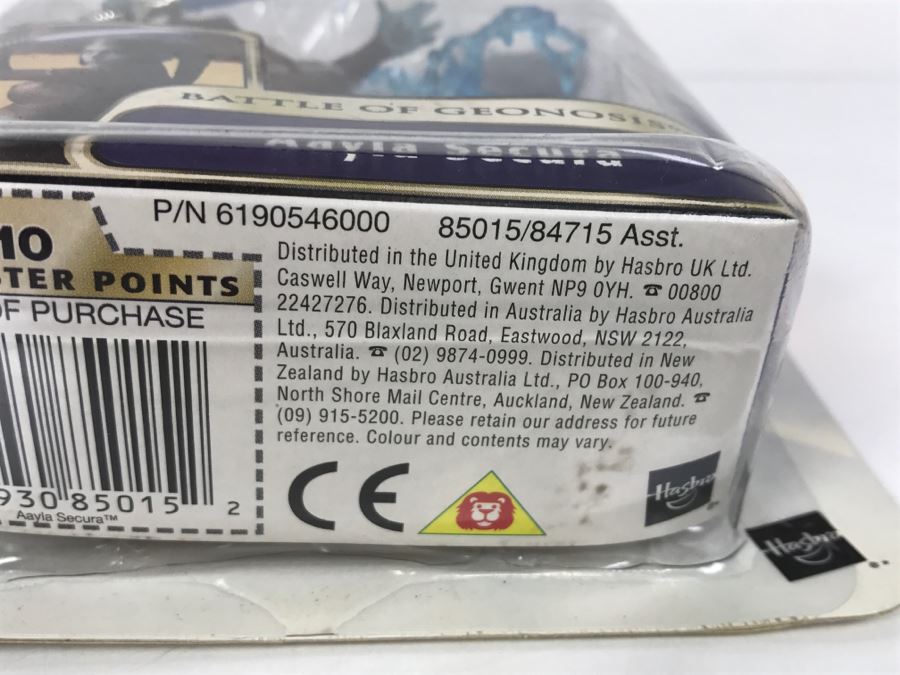 BATTLE OF GEONOSIS
Aayla Secura
P/N 6190546000 85015/84715 Asst.
10
STER POINTS
OF PURCHASE
Distributed in the United Kingdom by Hasbro UK Ltd.
Caswell Way, Newport, Gwent NP9 0YH. ☎ 00800
22427276. Distributed in Australia by Hasbro Australia
Ltd., 570 Blaxland Road, Eastwood, NSW 2122,
Australia. ☎ (02) 9874-0999. Distributed in New
Zealand by Hasbro Australia Ltd., PO Box 100-940,
North Shore Mail Centre, Auckland, New Zealand. ☎
(09) 915-5200. Please retain our address for future
reference. Colour and contents may vary.
930 85015 2
Aayla Secura™
CE
Hasbro
Hasbro